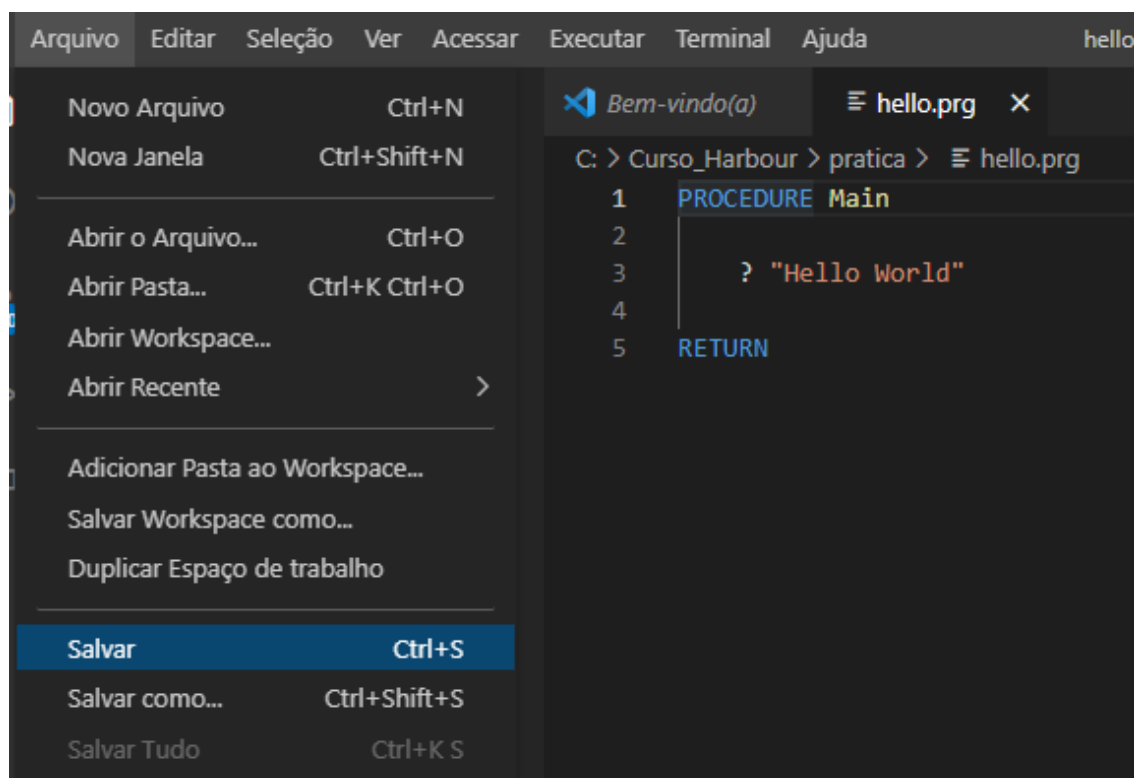 Arquivo Editar Seleção Ver Acessar Executar Terminal Ajuda hello
Novo Arquivo Ctrl+N
Nova Janela Ctrl+Shift+N
Abrir o Arquivo... Ctrl+O
Abrir Pasta... Ctrl+K Ctrl+O
Abrir Workspace...
Abrir Recente >
Adicionar Pasta ao Workspace...
Salvar Workspace como...
Duplicar Espaço de trabalho
Salvar Ctrl+S
Salvar como... Ctrl+Shift+S
Salvar Tudo Ctrl+K S
Bem-vindo(a) hello.prg ×
C: > Curso_Harbour > pratica > hello.prg
1 PROCEDURE Main
2
3 ? "Hello World"
4
5 RETURN